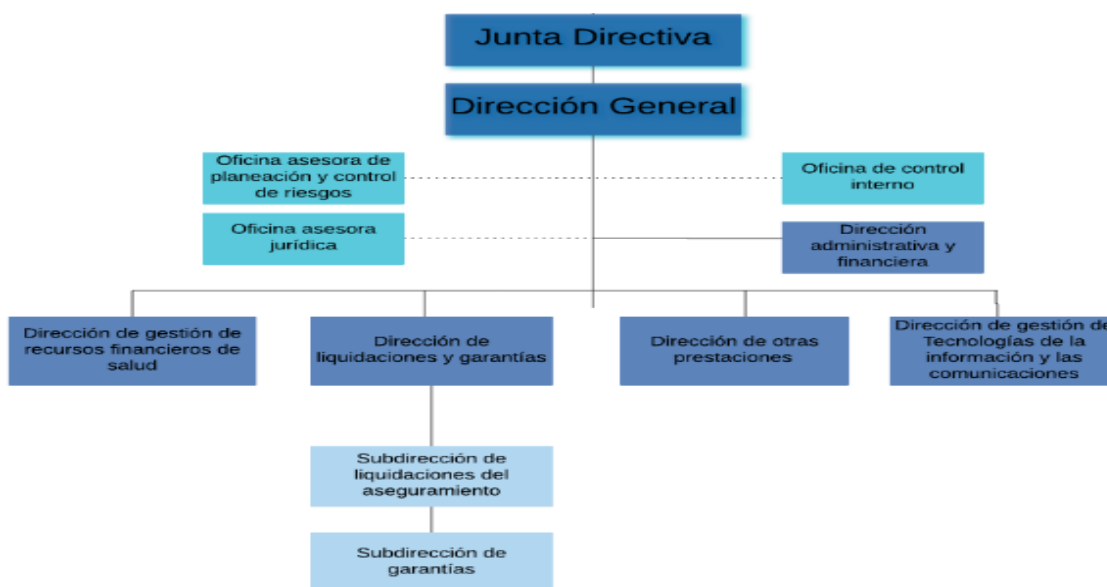 Junta Directiva
Dirección General
Oficina asesora de
planeación y control
de riesgos
Oficina de control
interno
Oficina asesora
jurídica
Dirección
administrativa y
financiera
Dirección de gestión de
recursos financieros de
salud
Dirección de
liquidaciones y garantías
Dirección de otras
prestaciones
Dirección de gestión de
Tecnologías de la
información y las
comunicaciones
Subdirección de
liquidaciones del
aseguramiento
Subdirección de
garantías